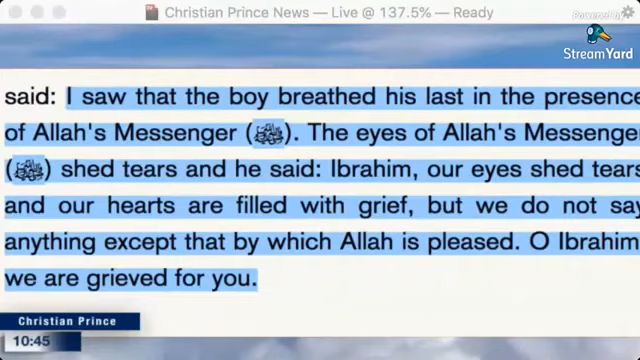 Christian Prince News — Live @ 137.5% — Ready
Powered by
StreamYard
said: I saw that the boy breathed his last in the presence
of Allah's Messenger (ﷺ). The eyes of Allah's Messenger
(ﷺ) shed tears and he said: Ibrahim, our eyes shed tears
and our hearts are filled with grief, but we do not say
anything except that by which Allah is pleased. O Ibrahim
we are grieved for you.
Christian Prince
10:45